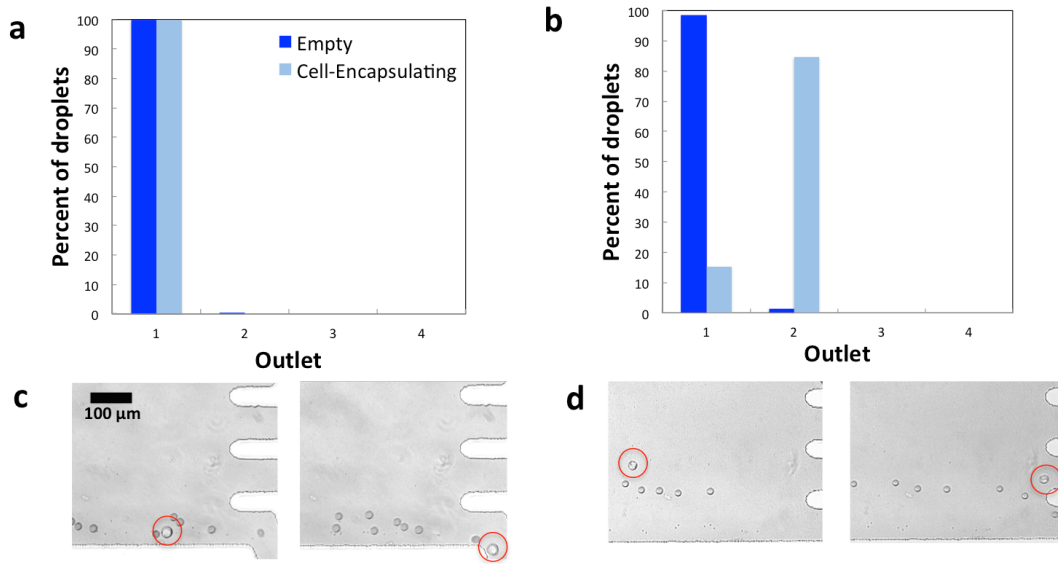 a
Percent of droplets
100
90
80
70
60
50
40
30
20
10
0
Empty
Cell-Encapsulating
1 2 3 4
Outlet
b
Percent of droplets
100
90
80
70
60
50
40
30
20
10
0
1 2 3 4
Outlet
c
100 μm
d